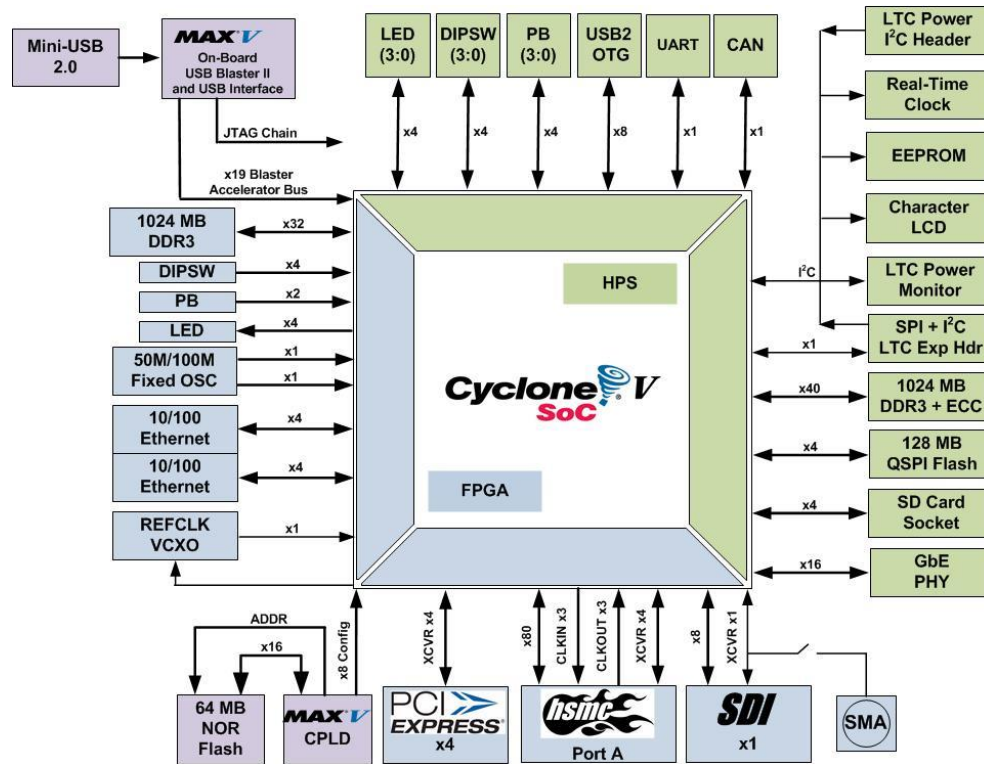 Mini-USB
2.0
MAX V
On-Board
USB Blaster II
and USB Interface
LED
(3:0)
DIPSW
(3:0)
PB
(3:0)
USB2
OTG
UART
CAN
LTC Power
I²C Header
Real-Time
Clock
EEPROM
Character
LCD
LTC Power
Monitor
SPI + I²C
LTC Exp Hdr
1024 MB
DDR3 + ECC
128 MB
QSPI Flash
SD Card
Socket
GbE
PHY
x4
x4
x4
x8
x1
x1
JTAG Chain
x19 Blaster
Accelerator Bus
1024 MB
DDR3
x32
DIPSW
x4
PB
x2
LED
x4
50M/100M
Fixed OSC
x1
x1
10/100
Ethernet
x4
10/100
Ethernet
x4
REFCLK
VCXO
x1
HPS
Cyclone V
SoC
FPGA
I²C
x1
x40
x4
x4
x16
ADDR
x16
x8 Config
XCVR x4
x80
CLKIN x3
CLKOUT x3
XCVR x4
x8
XCVR x1
64 MB
NOR
Flash
MAX V
CPLD
PCI
EXPRESS®
x4
hsmc
Port A
SDI
x1
SMA